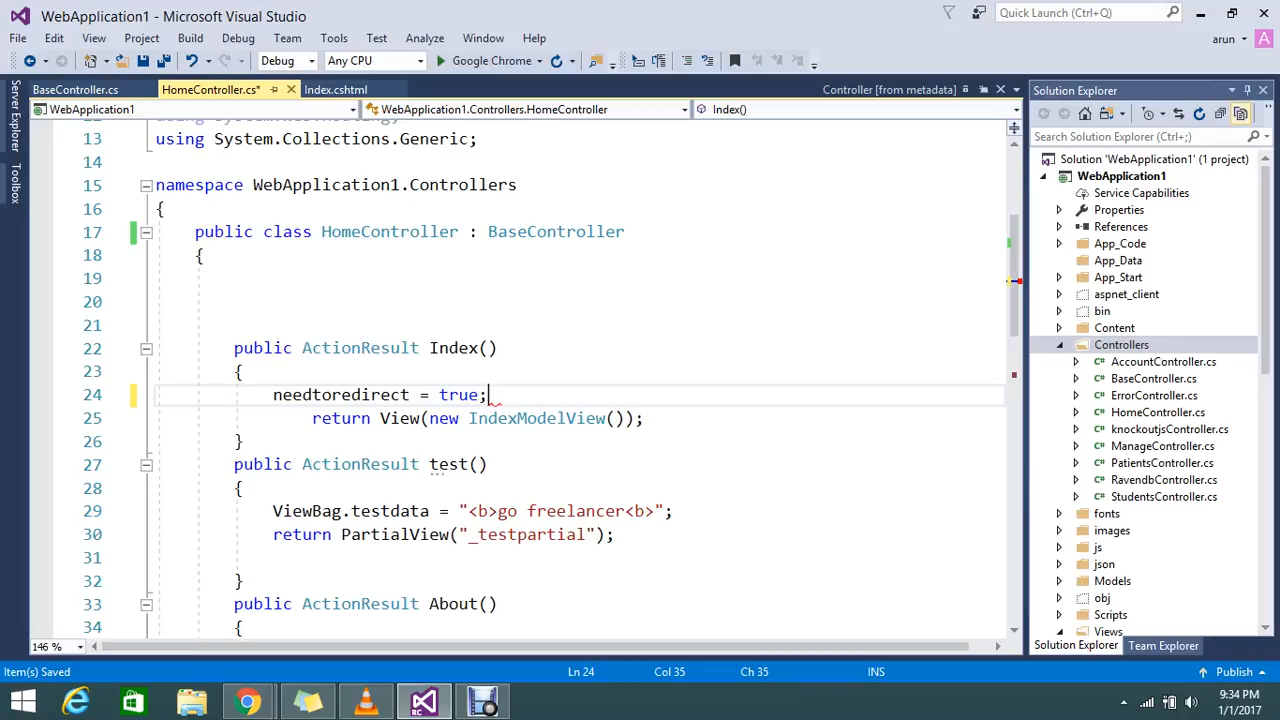 WebApplication1 - Microsoft Visual Studio
Quick Launch (Ctrl+Q)
File Edit View Project Build Debug Team Tools Test Analyze Window Help
arun
A
Debug Any CPU Google Chrome
BaseController.cs HomeController.cs* Index.cshtml Controller [from metadata]
WebApplication1 WebApplication1.Controllers.HomeController Index()
Server Explorer
Toolbox
13 using System.Collections.Generic;
14
15 namespace WebApplication1.Controllers
16 {
17 public class HomeController : BaseController
18 {
19
20
21
22 public ActionResult Index()
23 {
24 needtoredirect = true;
25 return View(new IndexModelView());
26 }
27 public ActionResult test()
28 {
29 ViewBag.testdata = "<b>go freelancer<b>";
30 return PartialView("_testpartial");
31
32 }
33 public ActionResult About()
34 {
146 %
Solution Explorer
Search Solution Explorer (Ctrl+;)
Solution 'WebApplication1' (1 project)
WebApplication1
Service Capabilities
Properties
References
App_Code
App_Data
App_Start
aspnet_client
bin
Content
Controllers
C# AccountController.cs
C# BaseController.cs
C# ErrorController.cs
C# HomeController.cs
C# knockoutjsController.cs
C# ManageController.cs
C# PatientsController.cs
C# RavendbController.cs
C# StudentsController.cs
fonts
images
js
json
Models
obj
Scripts
Views
Solution Explorer Team Explorer
Item(s) Saved Ln 24 Col 35 Ch 35 INS Publish
RC
9:34 PM
1/1/2017